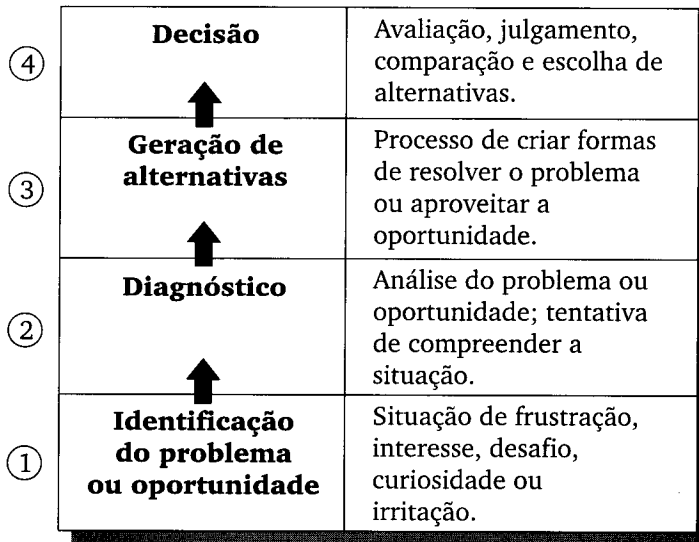 4
Decisão
Avaliação, julgamento,
comparação e escolha de
alternativas.
3
Geração de
alternativas
Processo de criar formas
de resolver o problema
ou aproveitar a
oportunidade.
2
Diagnóstico
Análise do problema ou
oportunidade; tentativa
de compreender a
situação.
1
Identificação
do problema
ou oportunidade
Situação de frustração,
interesse, desafio,
curiosidade ou
irritação.